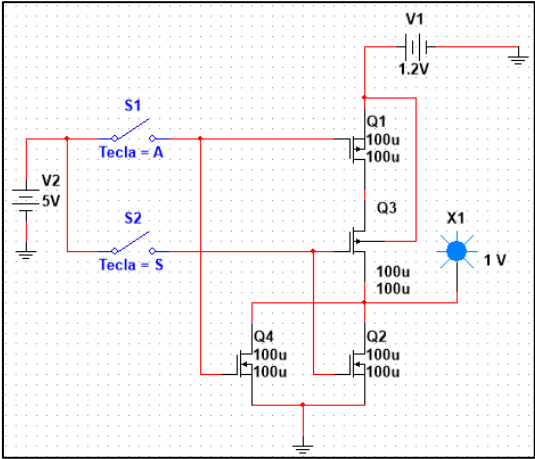 V1
1.2V
S1
Tecla = A
Q1
100u
100u
V2
5V
S2
Tecla = S
Q3
100u
100u
X1
1 V
Q4
100u
100u
Q2
100u
100u